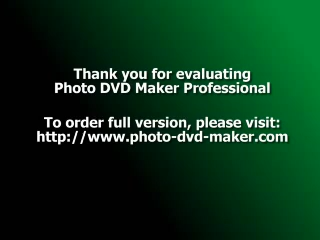 Thank you for evaluating
Photo DVD Maker Professional
To order full version, please visit:
http://www.photo-dvd-maker.com